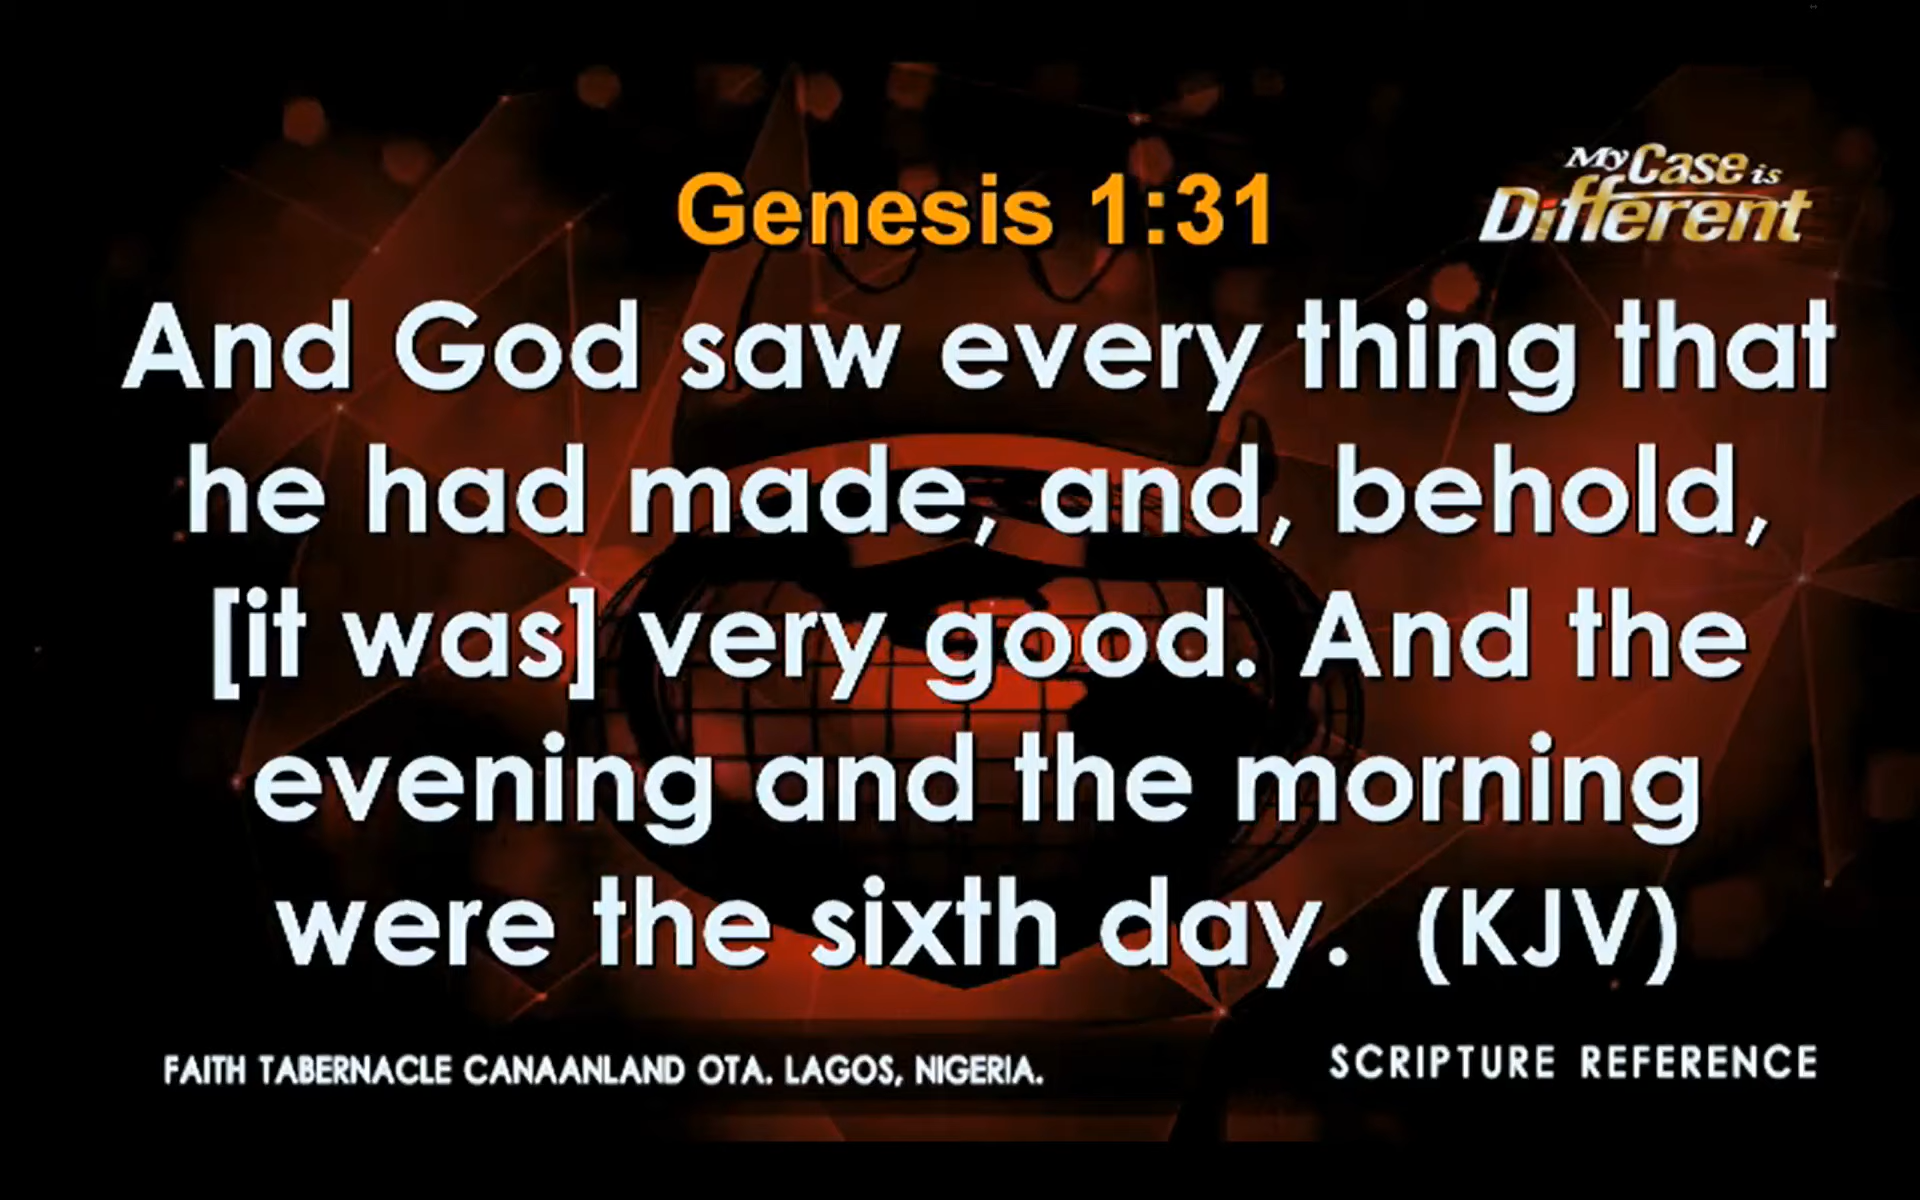 Genesis 1:31
My Case is
Different
And God saw every thing that
he had made, and, behold,
[it was] very good. And the
evening and the morning
were the sixth day. (KJV)
FAITH TABERNACLE CANAANLAND OTA. LAGOS, NIGERIA.
SCRIPTURE REFERENCE